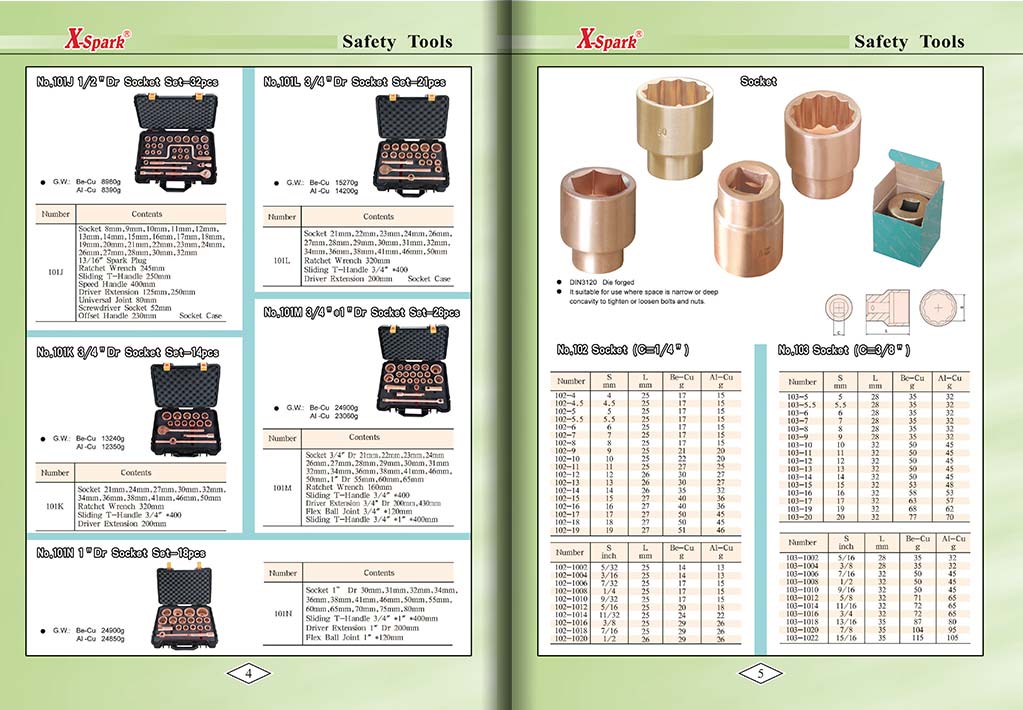 X-Spark®
Safety Tools
No,101J 1/2"Dr Socket Set-32pcs
● G.W.: Be-Cu 8980g
Al-Cu 8390g
Number Contents
101J
Socket 8mm,9mm,10mm,11mm,12mm,
13mm,14mm,15mm,16mm,17mm,18mm,
19mm,20mm,21mm,22mm,23mm,24mm,
26mm,27mm,28mm,30mm,32mm
13/16" Spark Plug
Ratchet Wrench 245mm
Sliding T-Handle 250mm
Speed Handle 400mm
Driver Extension 125mm,250mm
Universal Joint 80mm
Screwdriver Socket 52mm
Offset Handle 230mm Socket Case
No,101K 3/4"Dr Socket Set-14pcs
● G.W.: Be-Cu 13240g
Al-Cu 12350g
Number Contents
101K
Socket 21mm,24mm,27mm,30mm,32mm,
34mm,36mm,38mm,41mm,46mm,50mm
Ratchet Wrench 320mm
Sliding T-Handle 3/4" *400
Driver Extension 200mm
No,101N 1"Dr Socket Set-18pcs
● G.W.: Be-Cu 24900g
Al-Cu 24550g
No,101L 3/4"Dr Socket Set-21pcs
● G.W.: Be-Cu 15270g
Al-Cu 14200g
Number Contents
101L
Socket 21mm,22mm,23mm,24mm,26mm,
27mm,28mm,29mm,30mm,31mm,32mm,
34mm,36mm,38mm,41mm,46mm,50mm
Ratchet Wrench 320mm
Sliding T-Handle 3/4" *400
Driver Extension 200mm Socket Case
No,101M 3/4"&1"Dr Socket Set-26pcs
● G.W.: Be-Cu 24900g
Al-Cu 23060g
Number Contents
101M
Socket 3/4" Dr 21mm,22mm,23mm,24mm
26mm,27mm,28mm,29mm,30mm,31mm
32mm,34mm,36mm,38mm,41mm,46mm,
50mm,1" Dr 55mm,60mm,65mm
Ratchet Wrench 160mm
Sliding T-Handle 3/4" *400
Driver Extension 3/4" Dr 200mm,430mm
Flex Ball Joint 3/4" *120mm
Sliding T-Handle 3/4" *1" *400mm
Number Contents
101N
Socket 1" Dr 30mm,31mm,32mm,34mm,
36mm,38mm,41mm,46mm,50mm,55mm,
60mm,65mm,70mm,75mm,80mm
Sliding T-Handle 3/4" *1" *400mm
Driver Extension 1" Dr 200mm
Flex Ball Joint 1" *120mm
4
X-Spark®
Safety Tools
Socket
● DIN3120 Die forged
● It suitable for use where space is narrow or deep
concavity to tighten or loosen bolts and nuts.
No,102 Socket (C=1/4")
Number S mm L mm Be-Cu g Al-Cu g
102-4 4 25 17 15
102-4.5 4.5 25 17 15
102-5 5 25 17 15
102-5.5 5.5 25 17 15
102-6 6 25 17 15
102-7 7 25 17 15
102-8 8 25 17 15
102-9 9 25 21 20
102-10 10 25 22 20
102-11 11 25 27 25
102-12 12 26 30 27
102-13 13 26 30 27
102-14 14 26 35 32
102-15 15 27 40 36
102-16 16 27 40 36
102-17 17 27 50 45
102-18 18 27 50 45
102-19 19 27 51 46
Number S inch L mm Be-Cu g Al-Cu g
102-1002 5/32 25 14 13
102-1004 3/16 25 14 13
102-1006 7/32 25 17 15
102-1008 1/4 25 17 15
102-1010 9/32 25 17 15
102-1012 5/16 25 20 18
102-1014 11/32 25 24 22
102-1016 3/8 25 29 26
102-1018 7/16 25 29 26
102-1020 1/2 26 29 26
No,103 Socket (C=3/8")
Number S mm L mm Be-Cu g Al-Cu g
103-5 5 28 35 32
103-5.5 5.5 28 35 32
103-6 6 28 35 32
103-7 7 28 35 32
103-8 8 28 35 32
103-9 9 28 35 32
103-10 10 32 50 45
103-11 11 32 50 45
103-12 12 32 50 45
103-13 13 32 50 45
103-14 14 32 50 45
103-15 15 32 53 48
103-16 16 32 58 53
103-17 17 32 63 57
103-19 19 32 68 62
103-20 20 32 77 70
Number S inch L mm Be-Cu g Al-Cu g
103-1002 5/16 28 35 32
103-1004 3/8 28 35 32
103-1006 7/16 32 50 45
103-1008 1/2 32 50 45
103-1010 9/16 32 50 45
103-1012 5/8 32 71 65
103-1014 11/16 32 72 65
103-1016 3/4 32 72 65
103-1018 13/16 35 87 80
103-1020 7/8 35 104 95
103-1022 15/16 35 115 105
5